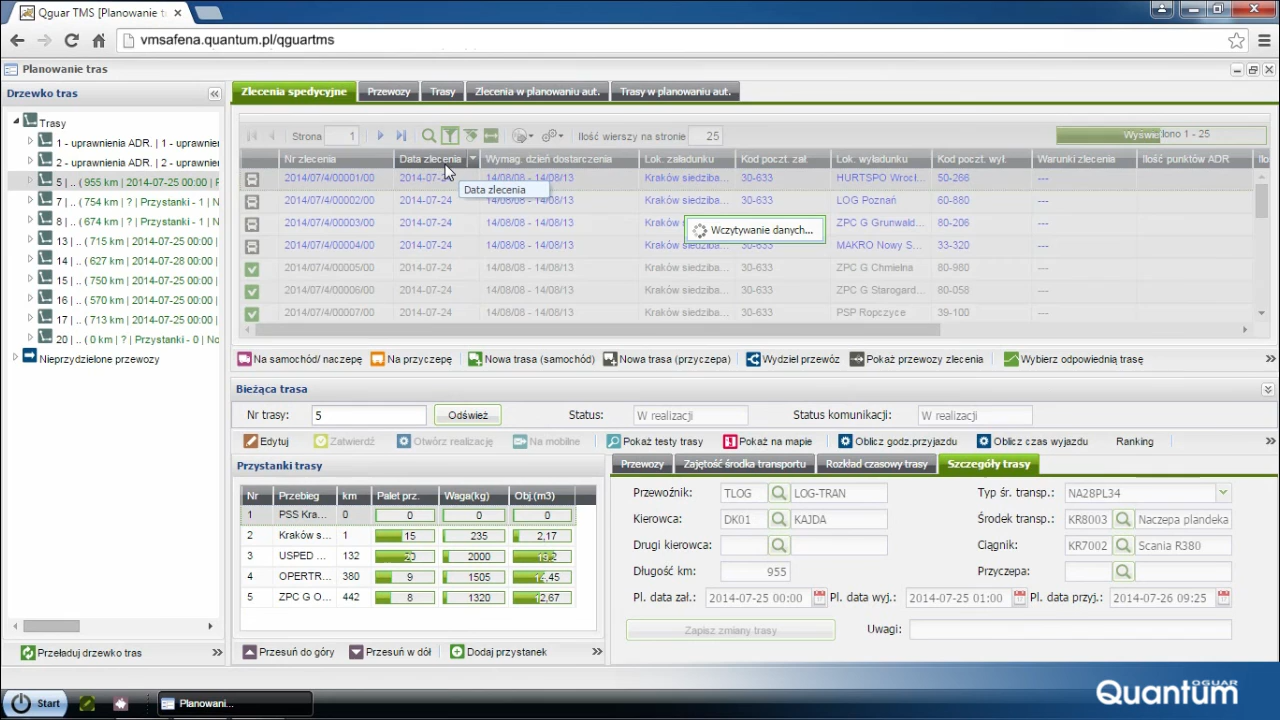 Qguar TMS [Planowanie t
vmsafena.quantum.pl/qguartms
Planowanie tras
Drzewko tras
Trasy
1 - uprawnienia ADR. | 1 - uprawnier
2 - uprawnienia ADR. | 2 - uprawnier
5 | .. ( 955 km | 2014-07-25 00:00 | F
7 | .. ( 754 km | ? | Przystanki - 1 | N
8 | .. ( 674 km | ? | Przystanki - 1 | N
13 | .. ( 715 km | 2014-07-25 00:00 |
14 | .. ( 627 km | 2014-07-28 00:00 |
15 | .. ( 750 km | 2014-07-25 00:00 |
16 | .. ( 570 km | 2014-07-25 00:00 |
17 | .. ( 713 km | 2014-07-25 00:00 |
20 | .. ( 0 km | ? | Przystanki - 0 | No
Nieprzydzielone przewozy
Przeładuj drzewko tras
Zlecenia spedycyjne Przewozy Trasy Zlecenia w planowaniu aut. Trasy w planowaniu aut.
Strona 1 Ilość wierszy na stronie 25 Wyświetlono 1 - 25
Nr zlecenia Data zlecenia Wymag. dzień dostarczenia Lok. załadunku Kod poczt. zał. Lok. wyładunku Kod poczt. wył. Warunki zlecenia Ilość punktów ADR Ilo
2014/07/4/00001/00 2014-07-24 14/08/08 - 14/08/13 Kraków siedziba... 30-633 HURTSPO Wrocł... 50-266 ---
Data zlecenia
2014/07/4/00002/00 2014-07-24 14/08/08 - 14/08/13 Kraków siedziba... 30-633 LOG Poznań 60-880 ---
2014/07/4/00003/00 2014-07-24 14/08/08 - 14/08/13 Kraków 30-633 ZPC G Grunwald... 80-206 ---
Wczytywanie danych...
2014/07/4/00004/00 2014-07-24 14/08/08 - 14/08/13 Kraków siedziba... 30-633 MAKRO Nowy S... 33-320 ---
2014/07/4/00005/00 2014-07-24 14/08/08 - 14/08/13 Kraków siedziba... 30-633 ZPC G Chmielna 80-980 ---
2014/07/4/00006/00 2014-07-24 14/08/08 - 14/08/13 Kraków siedziba... 30-633 ZPC G Starogard... 80-058 ---
2014/07/4/00007/00 2014-07-24 14/08/08 - 14/08/13 Kraków siedziba... 30-633 PSP Ropczyce 39-100 ---
Na samochód/ naczepę Na przyczepę Nowa trasa (samochód) Nowa trasa (przyczepa) Wydziel przewóz Pokaż przewozy zlecenia Wybierz odpowiednią trasę
Bieżąca trasa
Nr trasy: 5 Odśwież Status: W realizacji Status komunikacji: W realizacji
Edytuj Zatwierdź Otwórz realizację Na mobilne Pokaż testy trasy Pokaż na mapie Oblicz godz.przyjazdu Oblicz czas wyjazdu Ranking
Przystanki trasy
Nr Przebieg km Palet prz. Waga(kg) Obj.(m3)
1 PSS Kra... 0 0 0 0
2 Kraków s... 1 15 235 2,17
3 USPED ... 132 20 2000 19,2
4 OPERTR... 380 9 1505 14,45
5 ZPC G O... 442 8 1320 12,67
Przesuń do góry Przesuń w dół Dodaj przystanek
Przewozy Zajętość środka transportu Rozkład czasowy trasy Szczegóły trasy
Przewoźnik: TLOG LOG-TRAN Typ śr. transp.: NA28PL34
Kierowca: DK01 KAJDA Środek transp.: KR8003 Naczepa plandeka
Drugi kierowca: Ciągnik: KR7002 Scania R380
Długość km: 955 Przyczepa:
Pl. data zał.: 2014-07-25 00:00 Pl. data wyj.: 2014-07-25 01:00 Pl. data przyj.: 2014-07-26 09:25
Zapisz zmiany trasy Uwagi:
QGUAR
Quantum
Start Planowani...